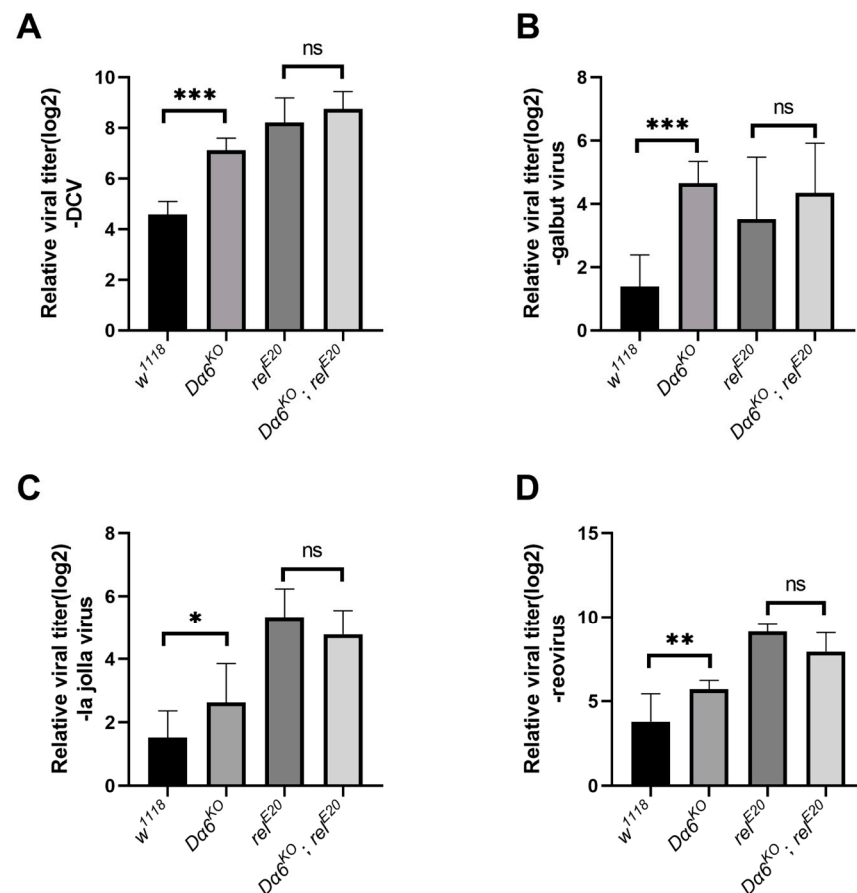 A
Relative viral titer(log2)
-DCV
10
8
6
4
2
0
***
ns
w¹¹¹⁸
Dα6ᴷᴼ
relᴱ²⁰
Dα6ᴷᴼ; relᴱ²⁰
B
Relative viral titer(log2)
-galbut virus
8
6
4
2
0
***
ns
w¹¹¹⁸
Dα6ᴷᴼ
relᴱ²⁰
Dα6ᴷᴼ; relᴱ²⁰
C
Relative viral titer(log2)
-la jolla virus
8
6
4
2
0
*
ns
w¹¹¹⁸
Dα6ᴷᴼ
relᴱ²⁰
Dα6ᴷᴼ; relᴱ²⁰
D
Relative viral titer(log2)
-reovirus
15
10
5
0
**
ns
w¹¹¹⁸
Dα6ᴷᴼ
relᴱ²⁰
Dα6ᴷᴼ; relᴱ²⁰